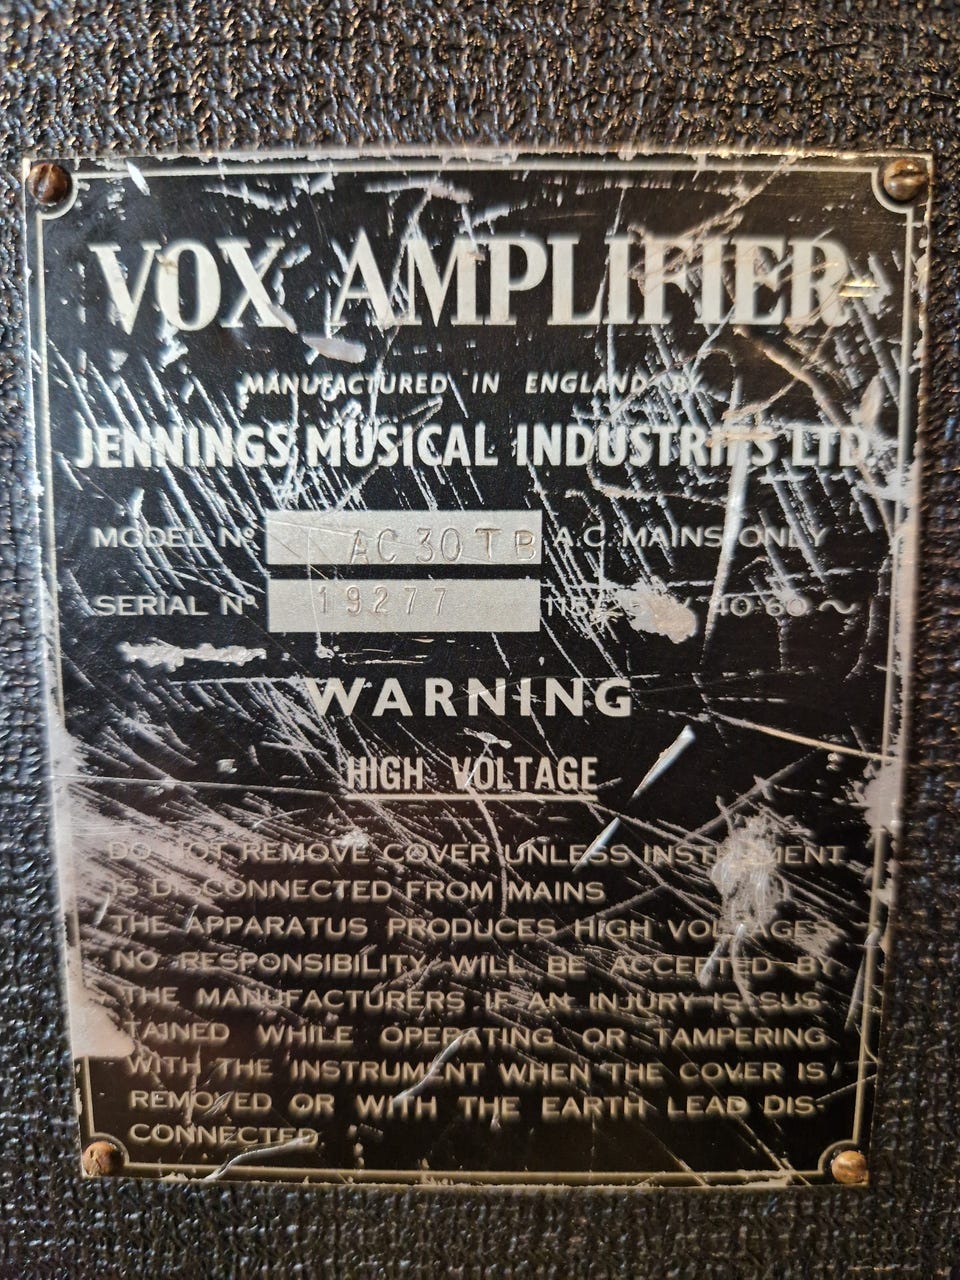 VOX AMPLIFIER
MANUFACTURED IN ENGLAND BY
JENNINGS MUSICAL INDUSTRIES LTD.
MODEL Nº AC30TB A.C. MAINS ONLY
SERIAL Nº 19277 40-60 ~
WARNING
HIGH VOLTAGE
DO NOT REMOVE COVER UNLESS INSTRUMENT
IS DISCONNECTED FROM MAINS
THE APPARATUS PRODUCES HIGH VOLTAGES
NO RESPONSIBILITY WILL BE ACCEPTED BY
THE MANUFACTURERS IF AN INJURY IS SUS-
TAINED WHILE OPERATING OR TAMPERING
WITH THE INSTRUMENT WHEN THE COVER IS
REMOVED OR WITH THE EARTH LEAD DIS-
CONNECTED.